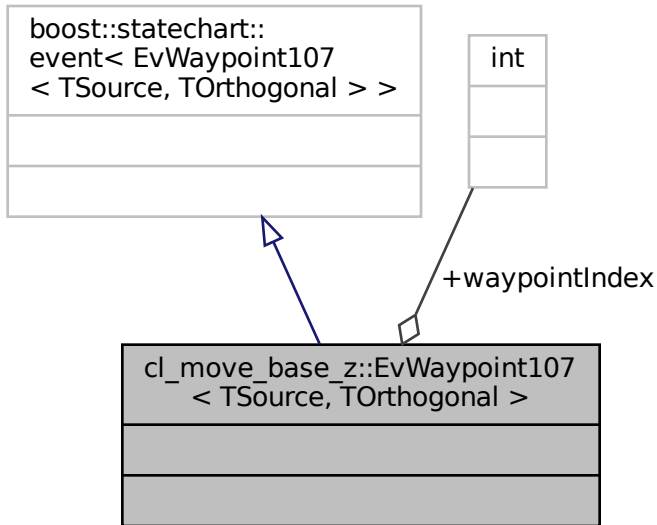 boost::statechart::
event< EvWaypoint107
< TSource, TOrthogonal > >
int
+waypointIndex
cl_move_base_z::EvWaypoint107
< TSource, TOrthogonal >